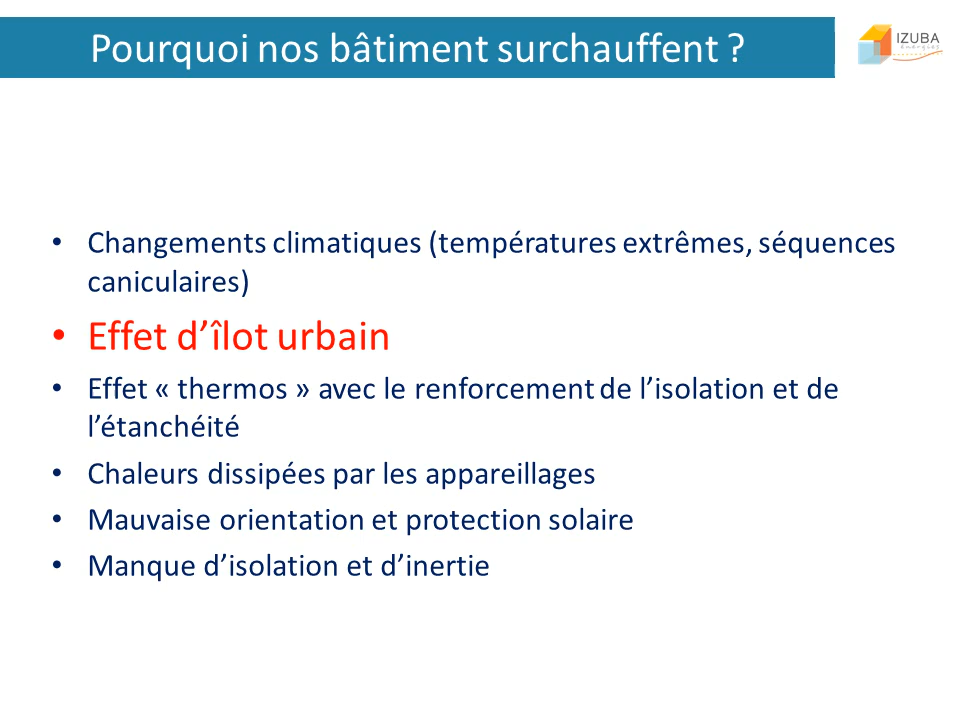 Pourquoi nos bâtiment surchauffent ?
IZUBA
énergies
• Changements climatiques (températures extrêmes, séquences
caniculaires)
• Effet d’îlot urbain
• Effet « thermos » avec le renforcement de l’isolation et de
l’étanchéité
• Chaleurs dissipées par les appareillages
• Mauvaise orientation et protection solaire
• Manque d’isolation et d’inertie